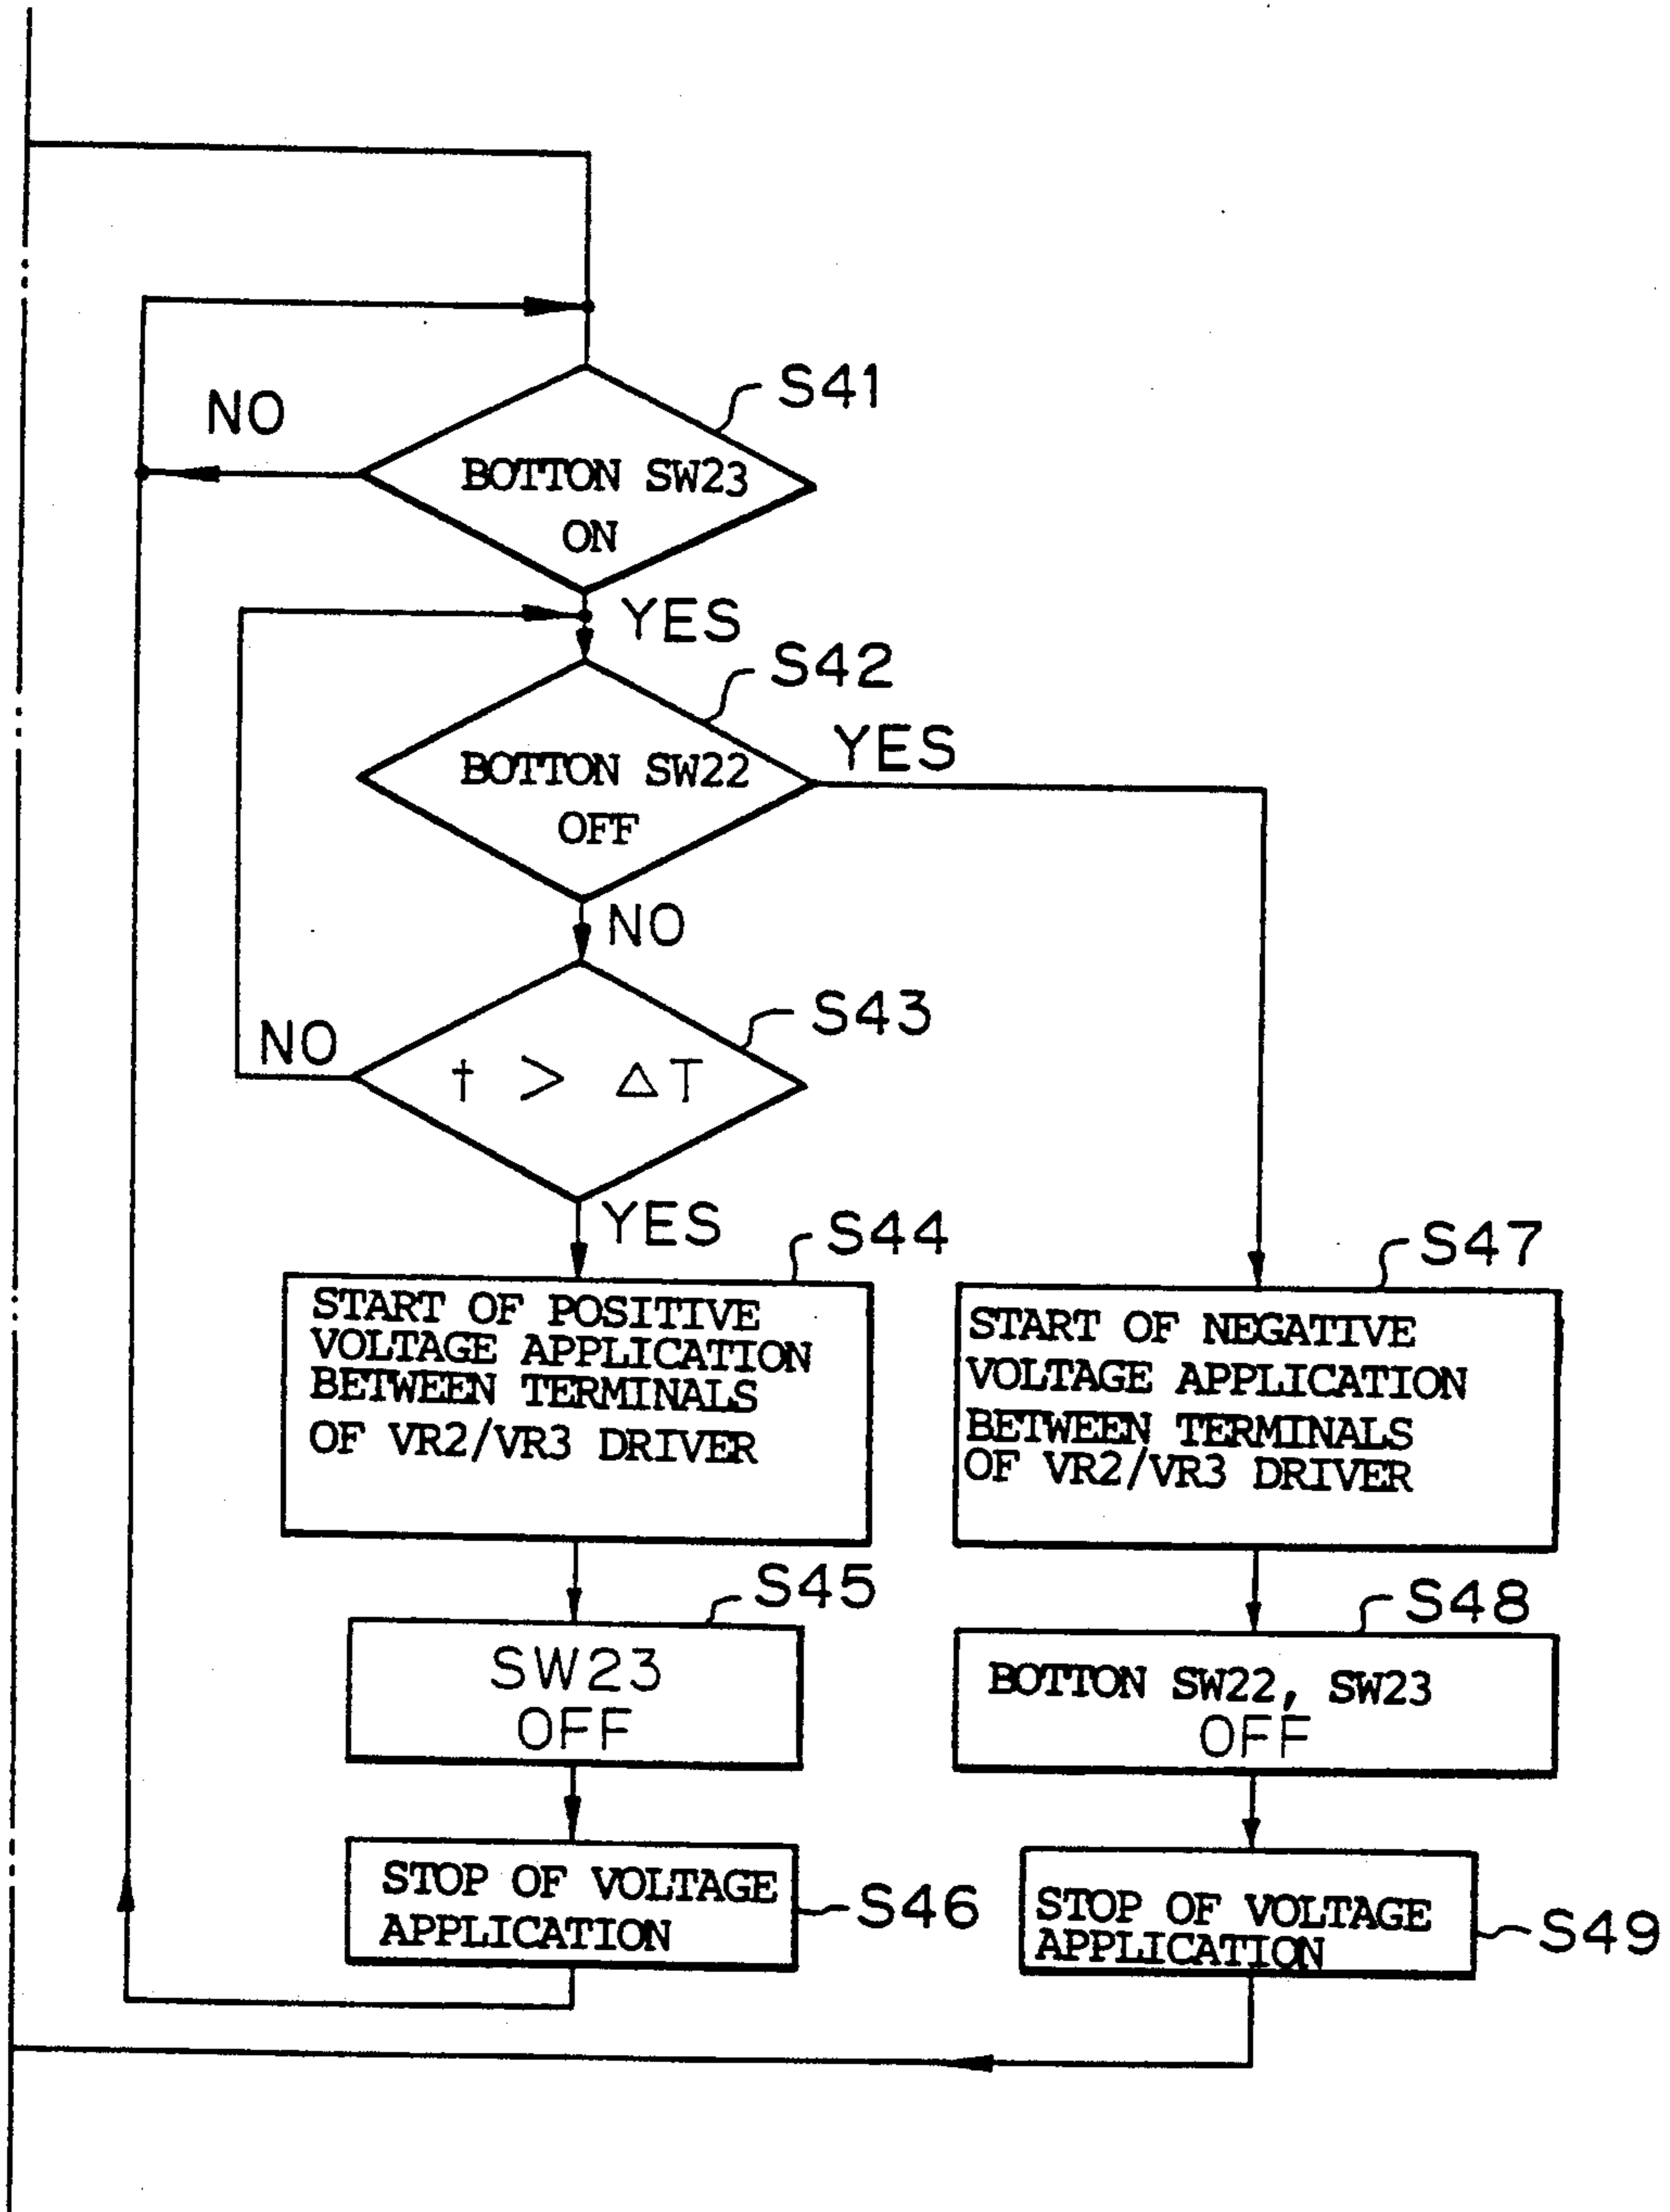 S41
NO
BOTTON SW23
ON
YES
S42
YES
BOTTON SW22
OFF
NO
S43
NO
t > △T
YES
S44
START OF POSITIVE
VOLTAGE APPLICATION
BETWEEN TERMINALS
OF VR2/VR3 DRIVER
S47
START OF NEGATIVE
VOLTAGE APPLICATION
BETWEEN TERMINALS
OF VR2/VR3 DRIVER
S45
SW23
OFF
S48
BOTTON SW22, SW23
OFF
STOP OF VOLTAGE
APPLICATION
S46
STOP OF VOLTAGE
APPLICATION
S49